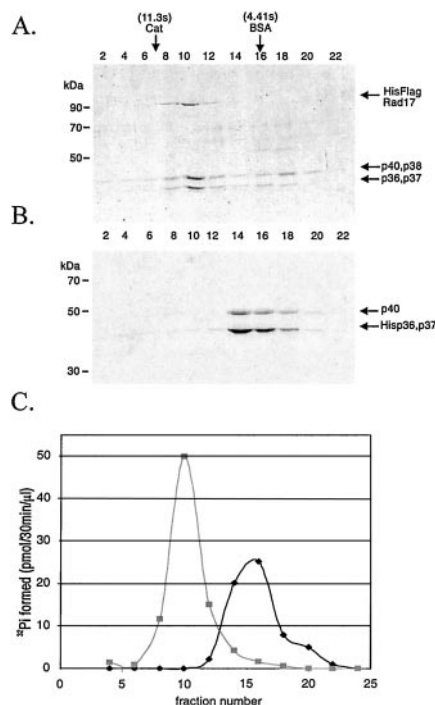 A.
(11.3s) (4.41s)
Cat BSA
2 4 6 8 10 12 14 16 18 20 22
kDa
90
50
HisFlag
Rad17
p40,p38
p36,p37
B.
2 4 6 8 10 12 14 16 18 20 22
kDa
70
50
30
p40
Hisp36,p37
C.
³²Pi formed (pmol/30min/µl)
50
40
30
20
10
0
0 5 10 15 20 25
fraction number